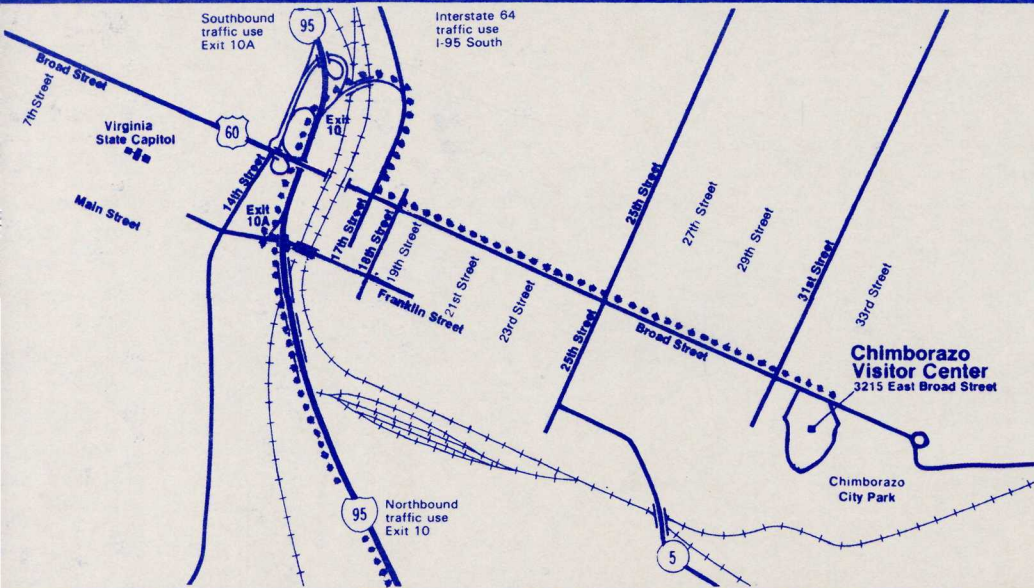 Southbound
traffic use
Exit 10A
95
Interstate 64
traffic use
I-95 South
Broad Street
7th Street
Virginia
State Capitol
60
Exit
10
14th Street
Main Street
Exit
10A
17th Street
18th Street
19th Street
Franklin Street
21st Street
23rd Street
25th Street
25th Street
27th Street
29th Street
31st Street
33rd Street
Broad Street
Chimborazo
Visitor Center
3215 East Broad Street
Chimborazo
City Park
95
Northbound
traffic use
Exit 10
5